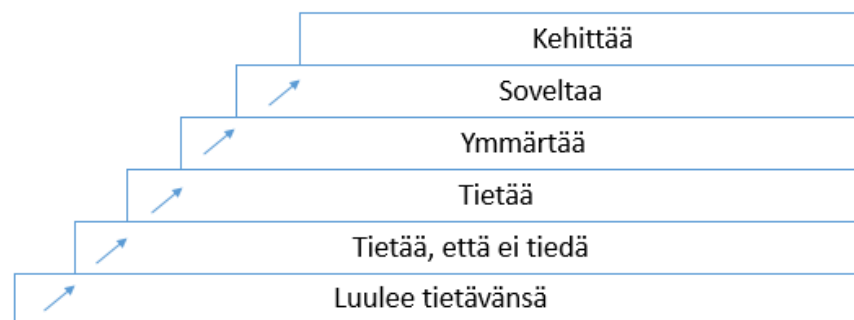 Kehittää
Soveltaa
Ymmärtää
Tietää
Tietää, että ei tiedä
Luulee tietävänsä